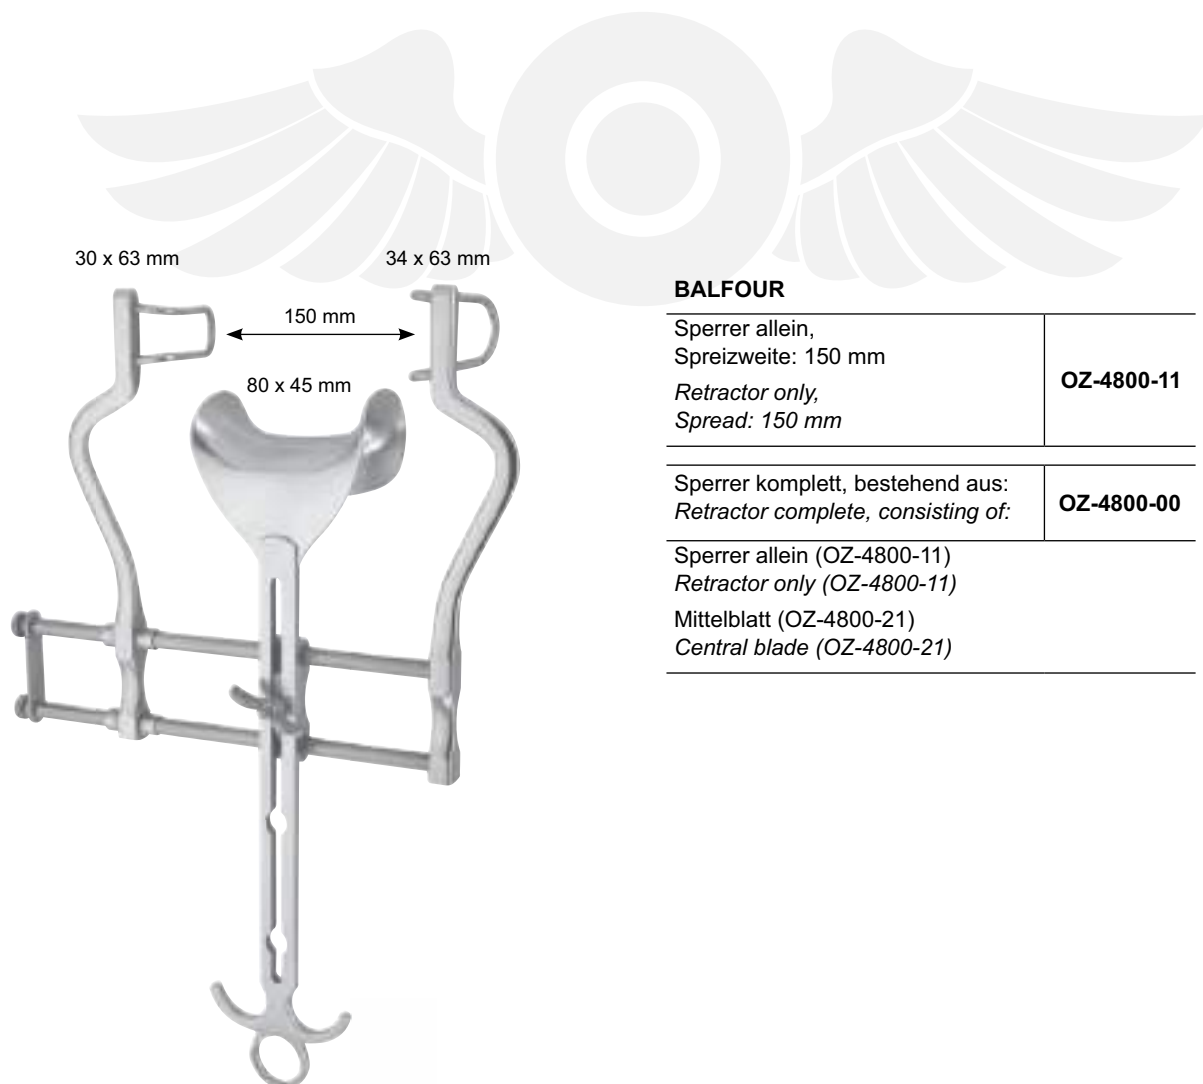 30 x 63 mm
34 x 63 mm
150 mm
80 x 45 mm
BALFOUR
Sperrer allein,
Spreizweite: 150 mm
Retractor only,
Spread: 150 mm
OZ-4800-11
Sperrer komplett, bestehend aus:
Retractor complete, consisting of:
OZ-4800-00
Sperrer allein (OZ-4800-11)
Retractor only (OZ-4800-11)
Mittelblatt (OZ-4800-21)
Central blade (OZ-4800-21)